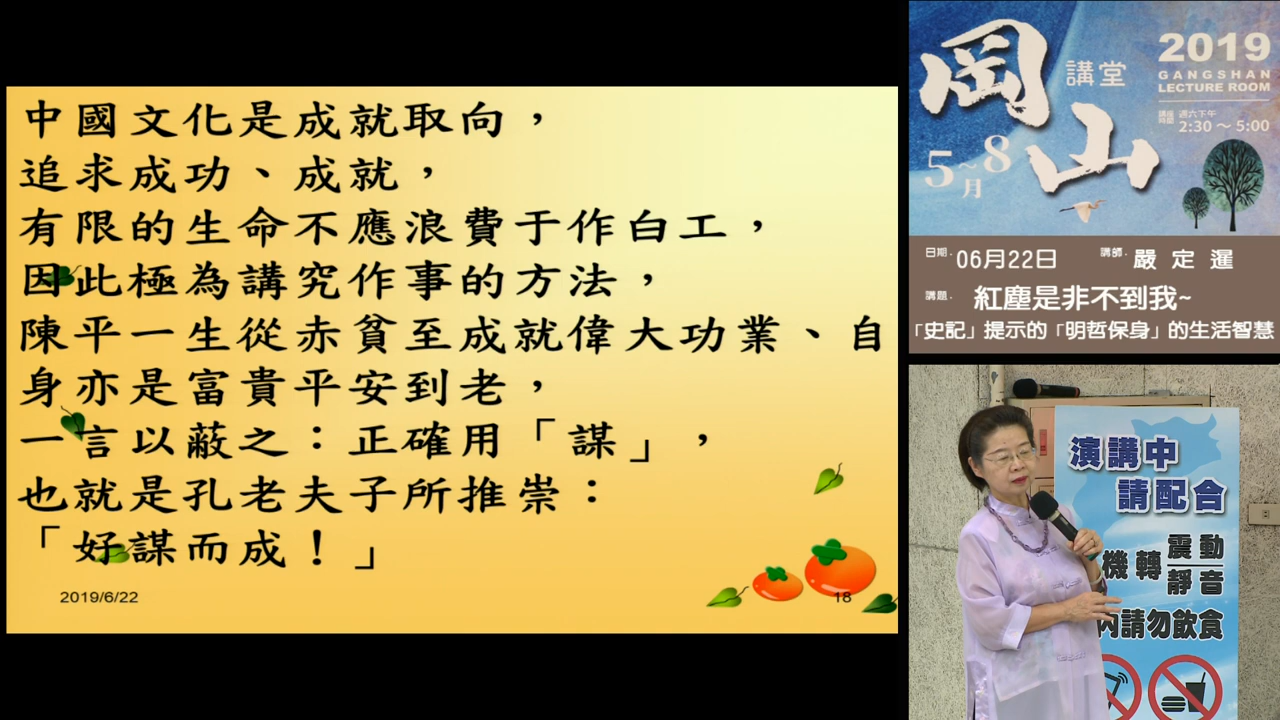 中國文化是成就取向，
追求成功、成就，
有限的生命不應浪費于作白工，
因此極為講究作事的方法，
陳平一生從赤貧至成就偉大功業、自
身亦是富貴平安到老，
一言以蔽之：正確用「謀」，
也就是孔老夫子所推崇：
「好謀而成！」
2019/6/22
18
岡山
講堂
2019
GANGSHAN
LECTURE ROOM
講座時間 週六下午
2:30～5:00
5~8月
日期. 06月22日 講師. 嚴定暹
講題. 紅塵是非不到我~
「史記」提示的「明哲保身」的生活智慧
演講中
請配合
機轉
震動
靜音
內請勿飲食